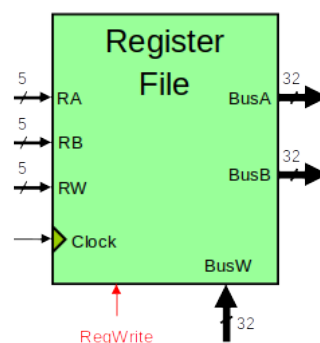 Register
File
5
RA
32
BusA
5
RB
32
BusB
5
RW
Clock
BusW
32
RegWrite